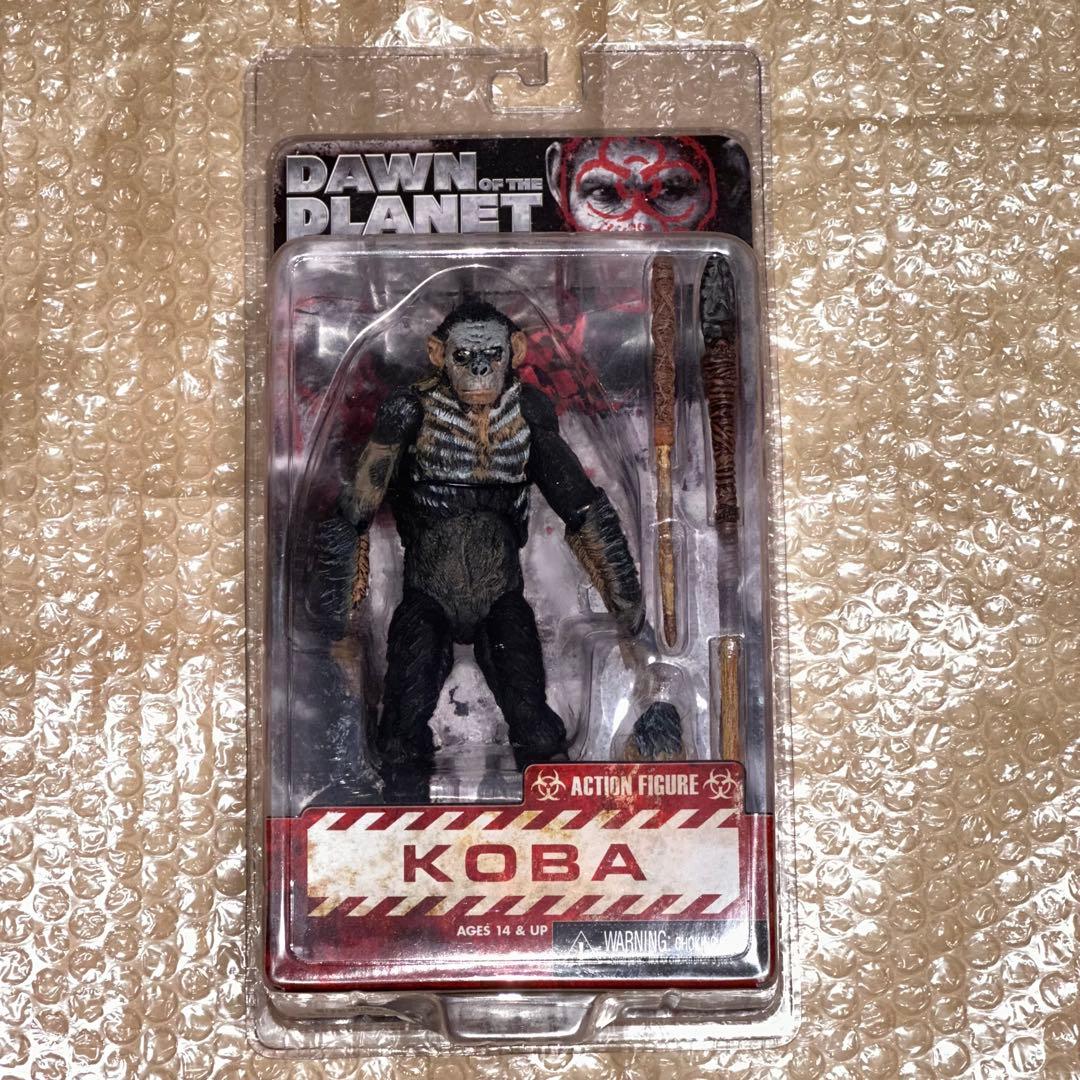 DAWN OF THE
PLANET
ACTION FIGURE
KOBA
AGES 14 & UP
WARNING: